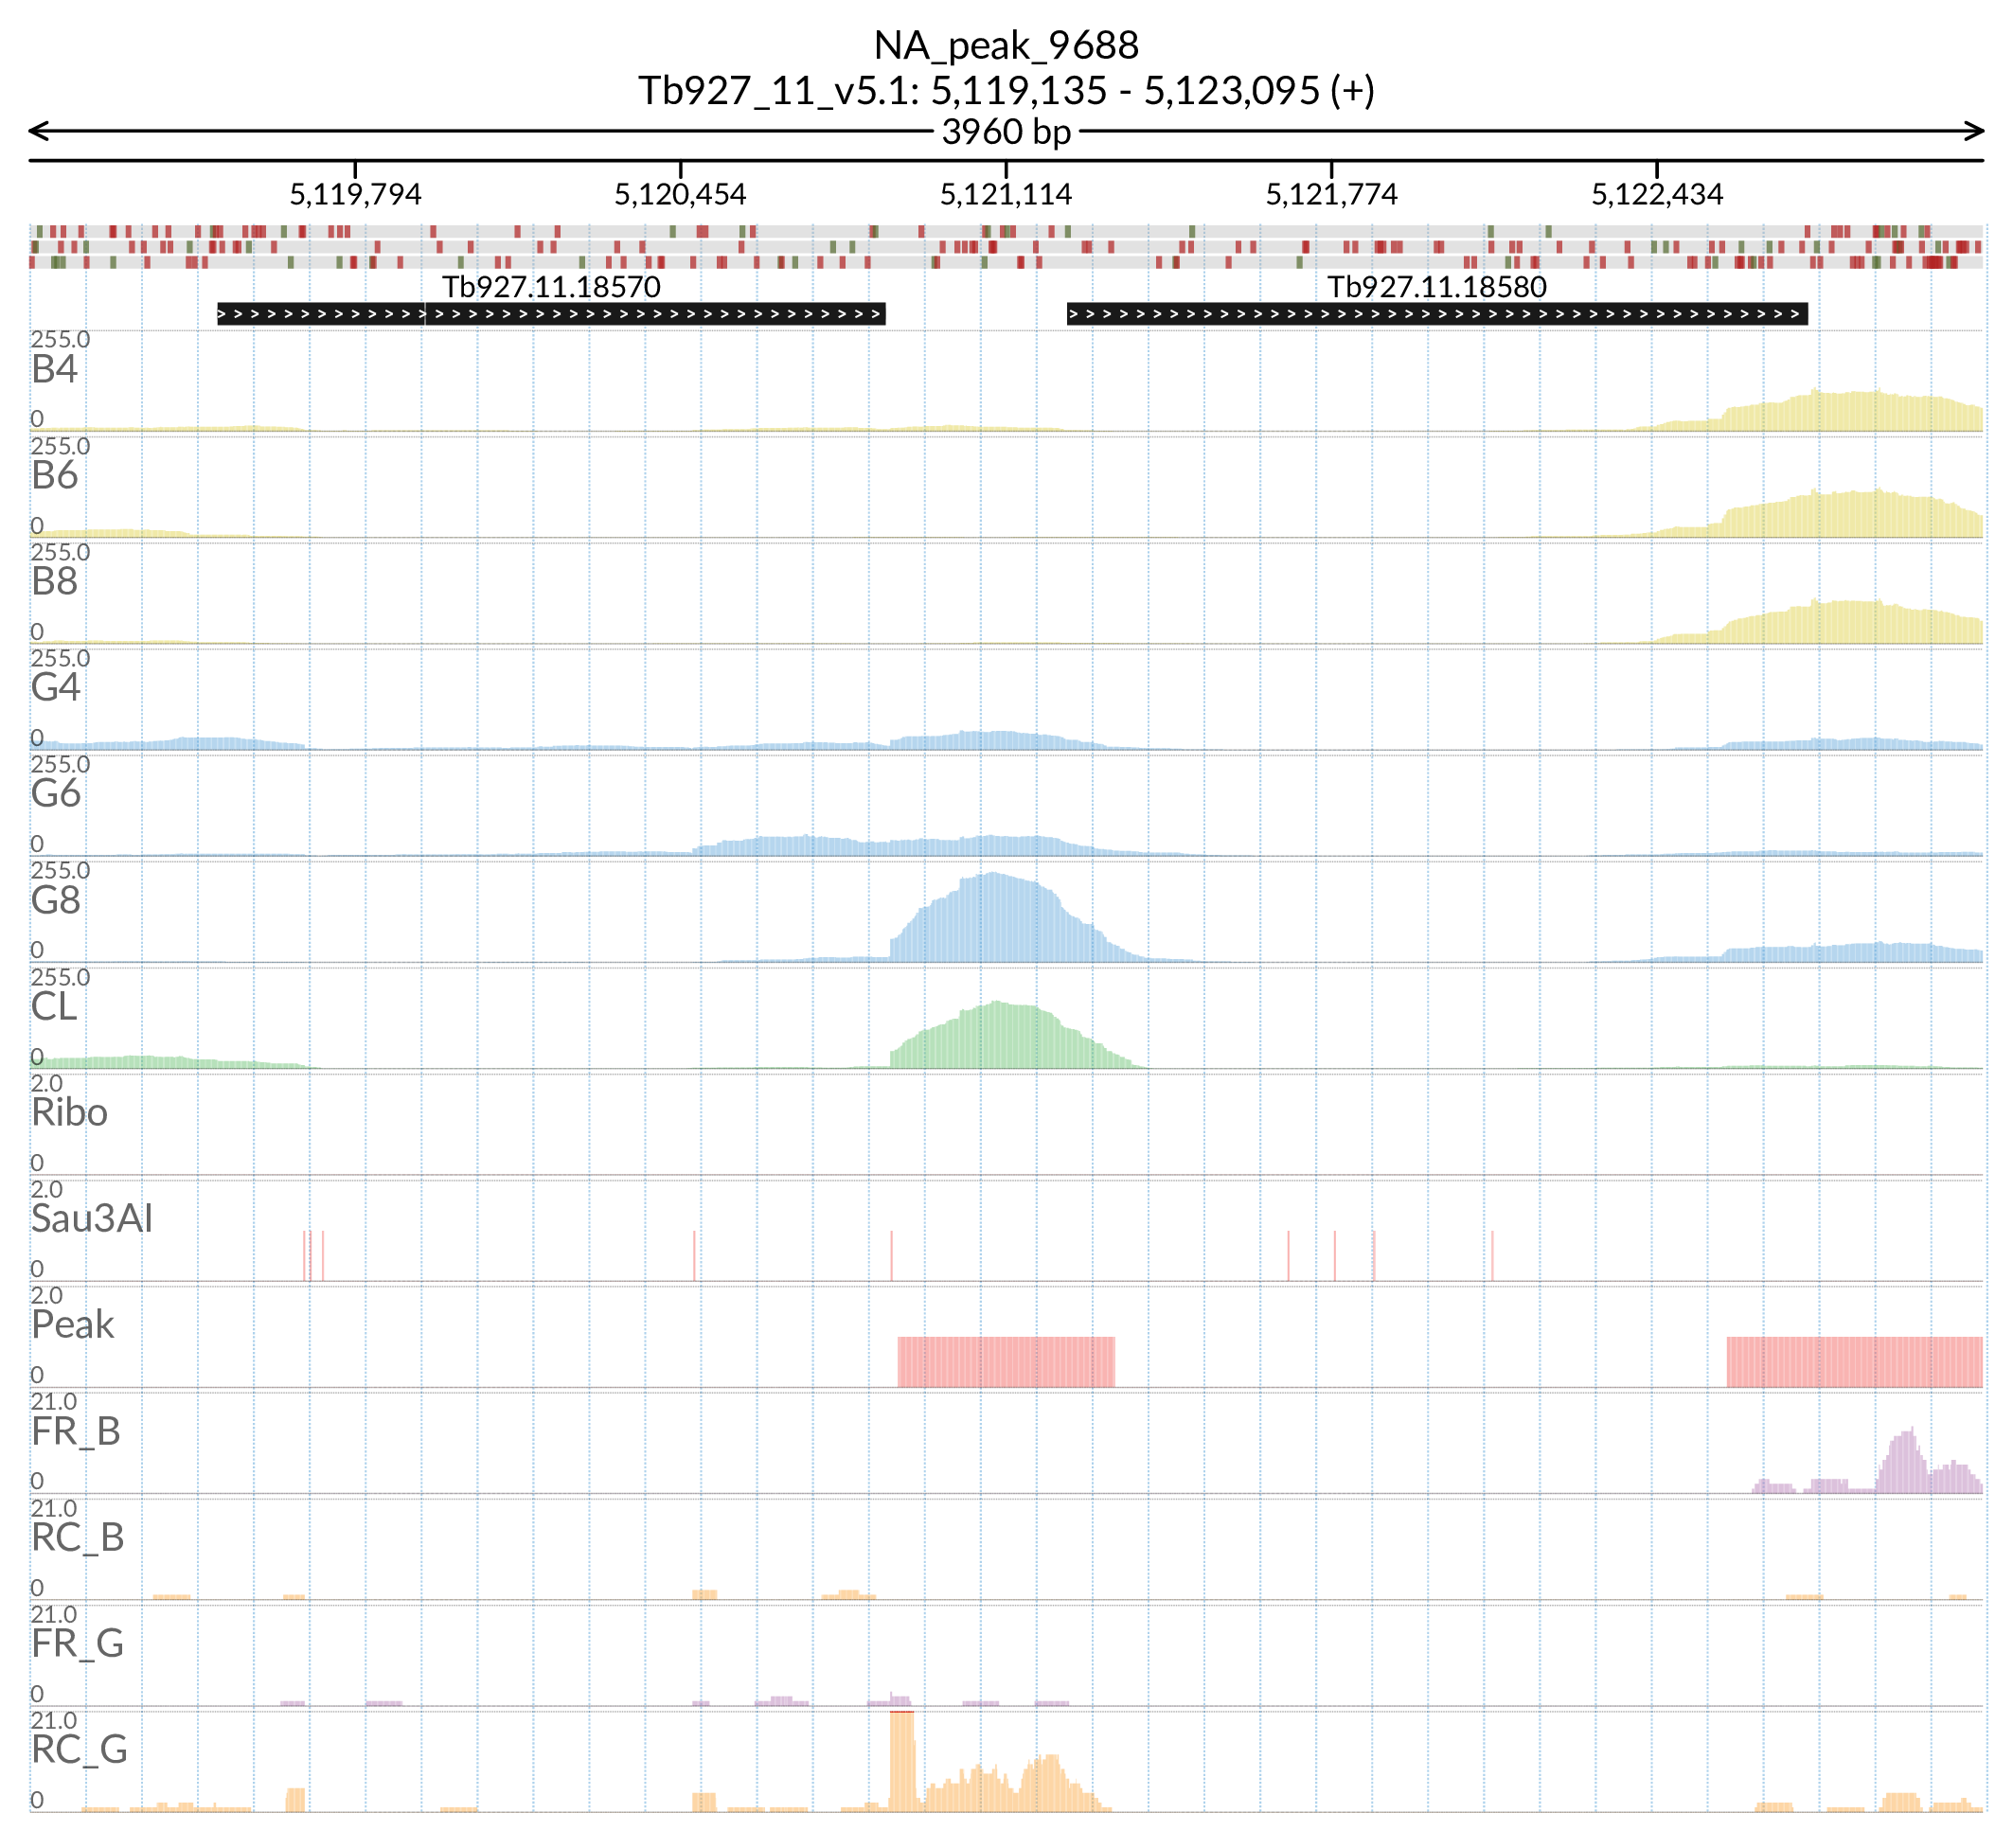 NA_peak_9688
Tb927_11_v5.1: 5,119,135 - 5,123,095 (+)
3960 bp
5,119,794 5,120,454 5,121,114 5,121,774 5,122,434
Tb927.11.18570 Tb927.11.18580
255.0
B4
0
255.0
B6
0
255.0
B8
0
255.0
G4
0
255.0
G6
0
255.0
G8
0
255.0
CL
0
2.0
Ribo
0
2.0
Sau3AI
0
2.0
Peak
0
21.0
FR_B
0
21.0
RC_B
0
21.0
FR_G
0
21.0
RC_G
0